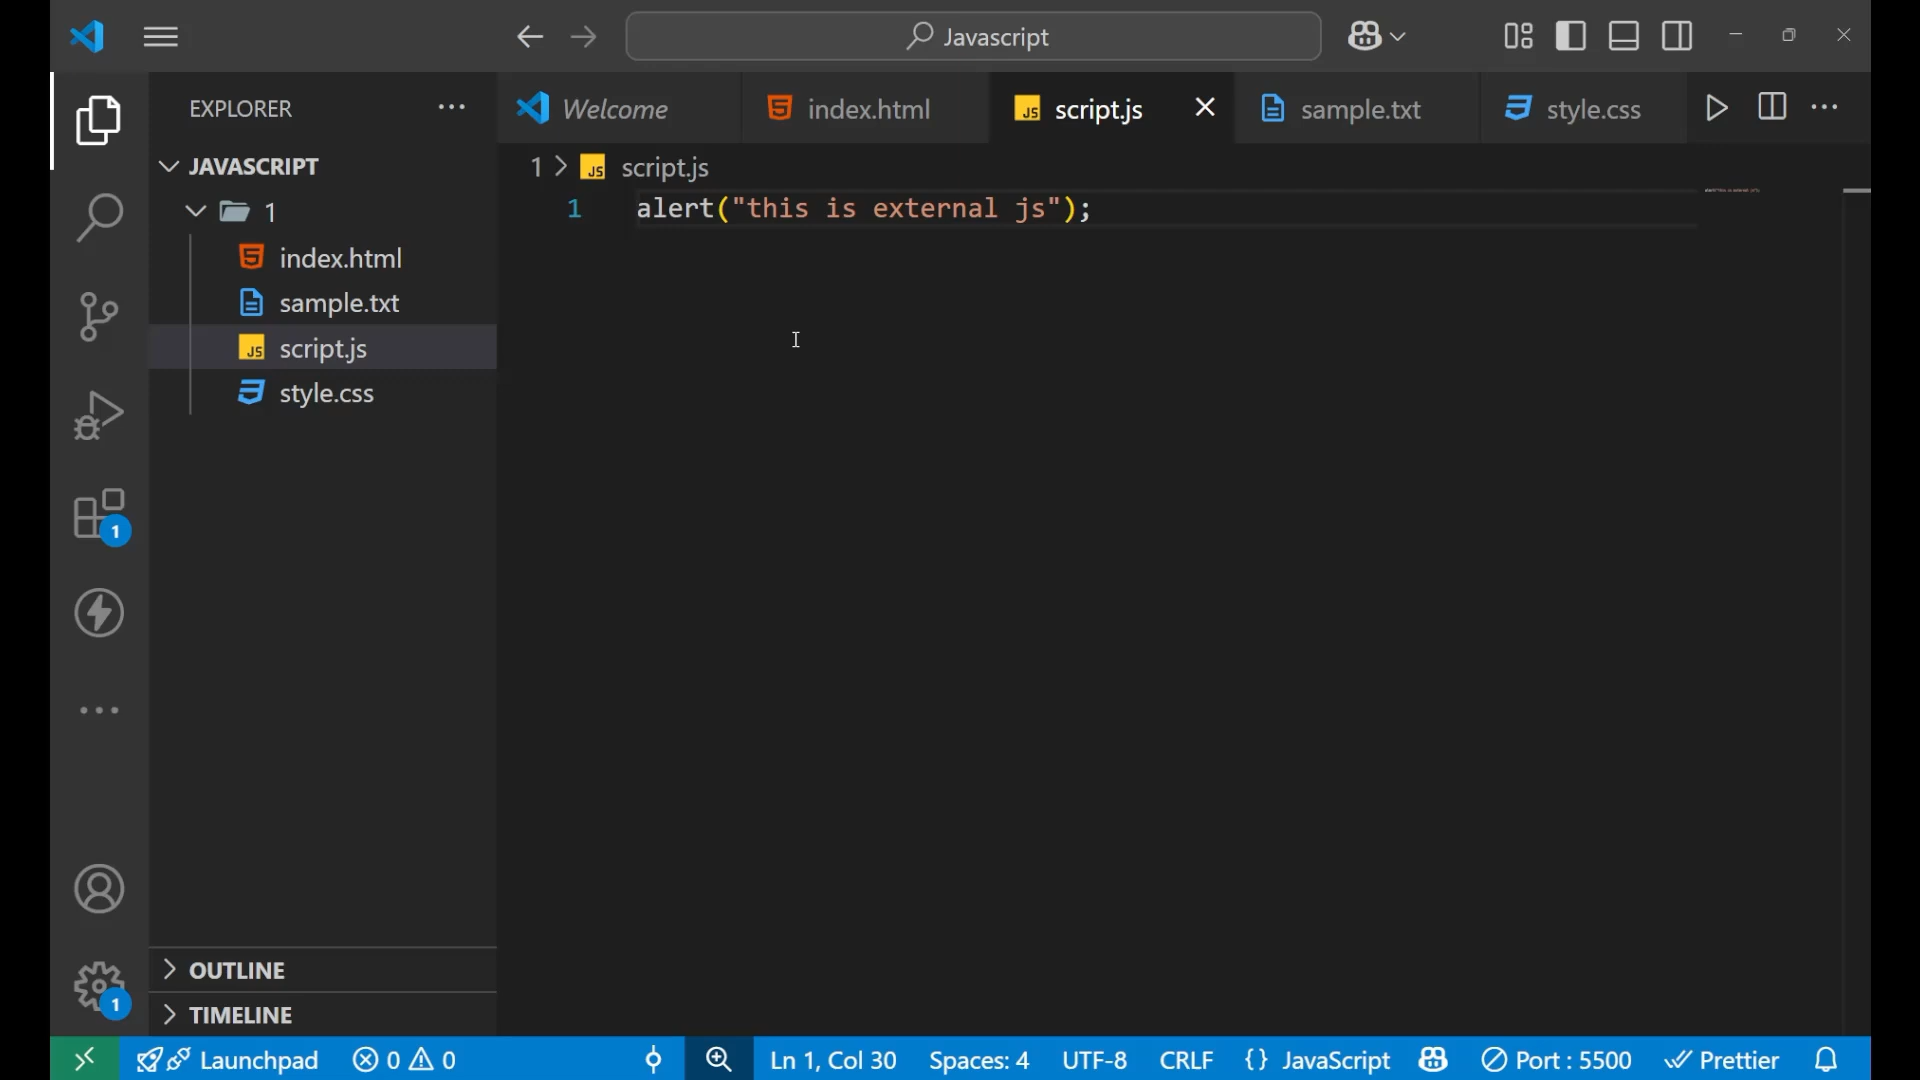 Javascript
EXPLORER
Welcome
index.html
script.js
sample.txt
style.css
JAVASCRIPT
1
index.html
sample.txt
script.js
style.css
1 > script.js
1 alert("this is external js");
1
1
OUTLINE
TIMELINE
Launchpad 0 0 Ln 1, Col 30 Spaces: 4 UTF-8 CRLF {} JavaScript Port : 5500 Prettier